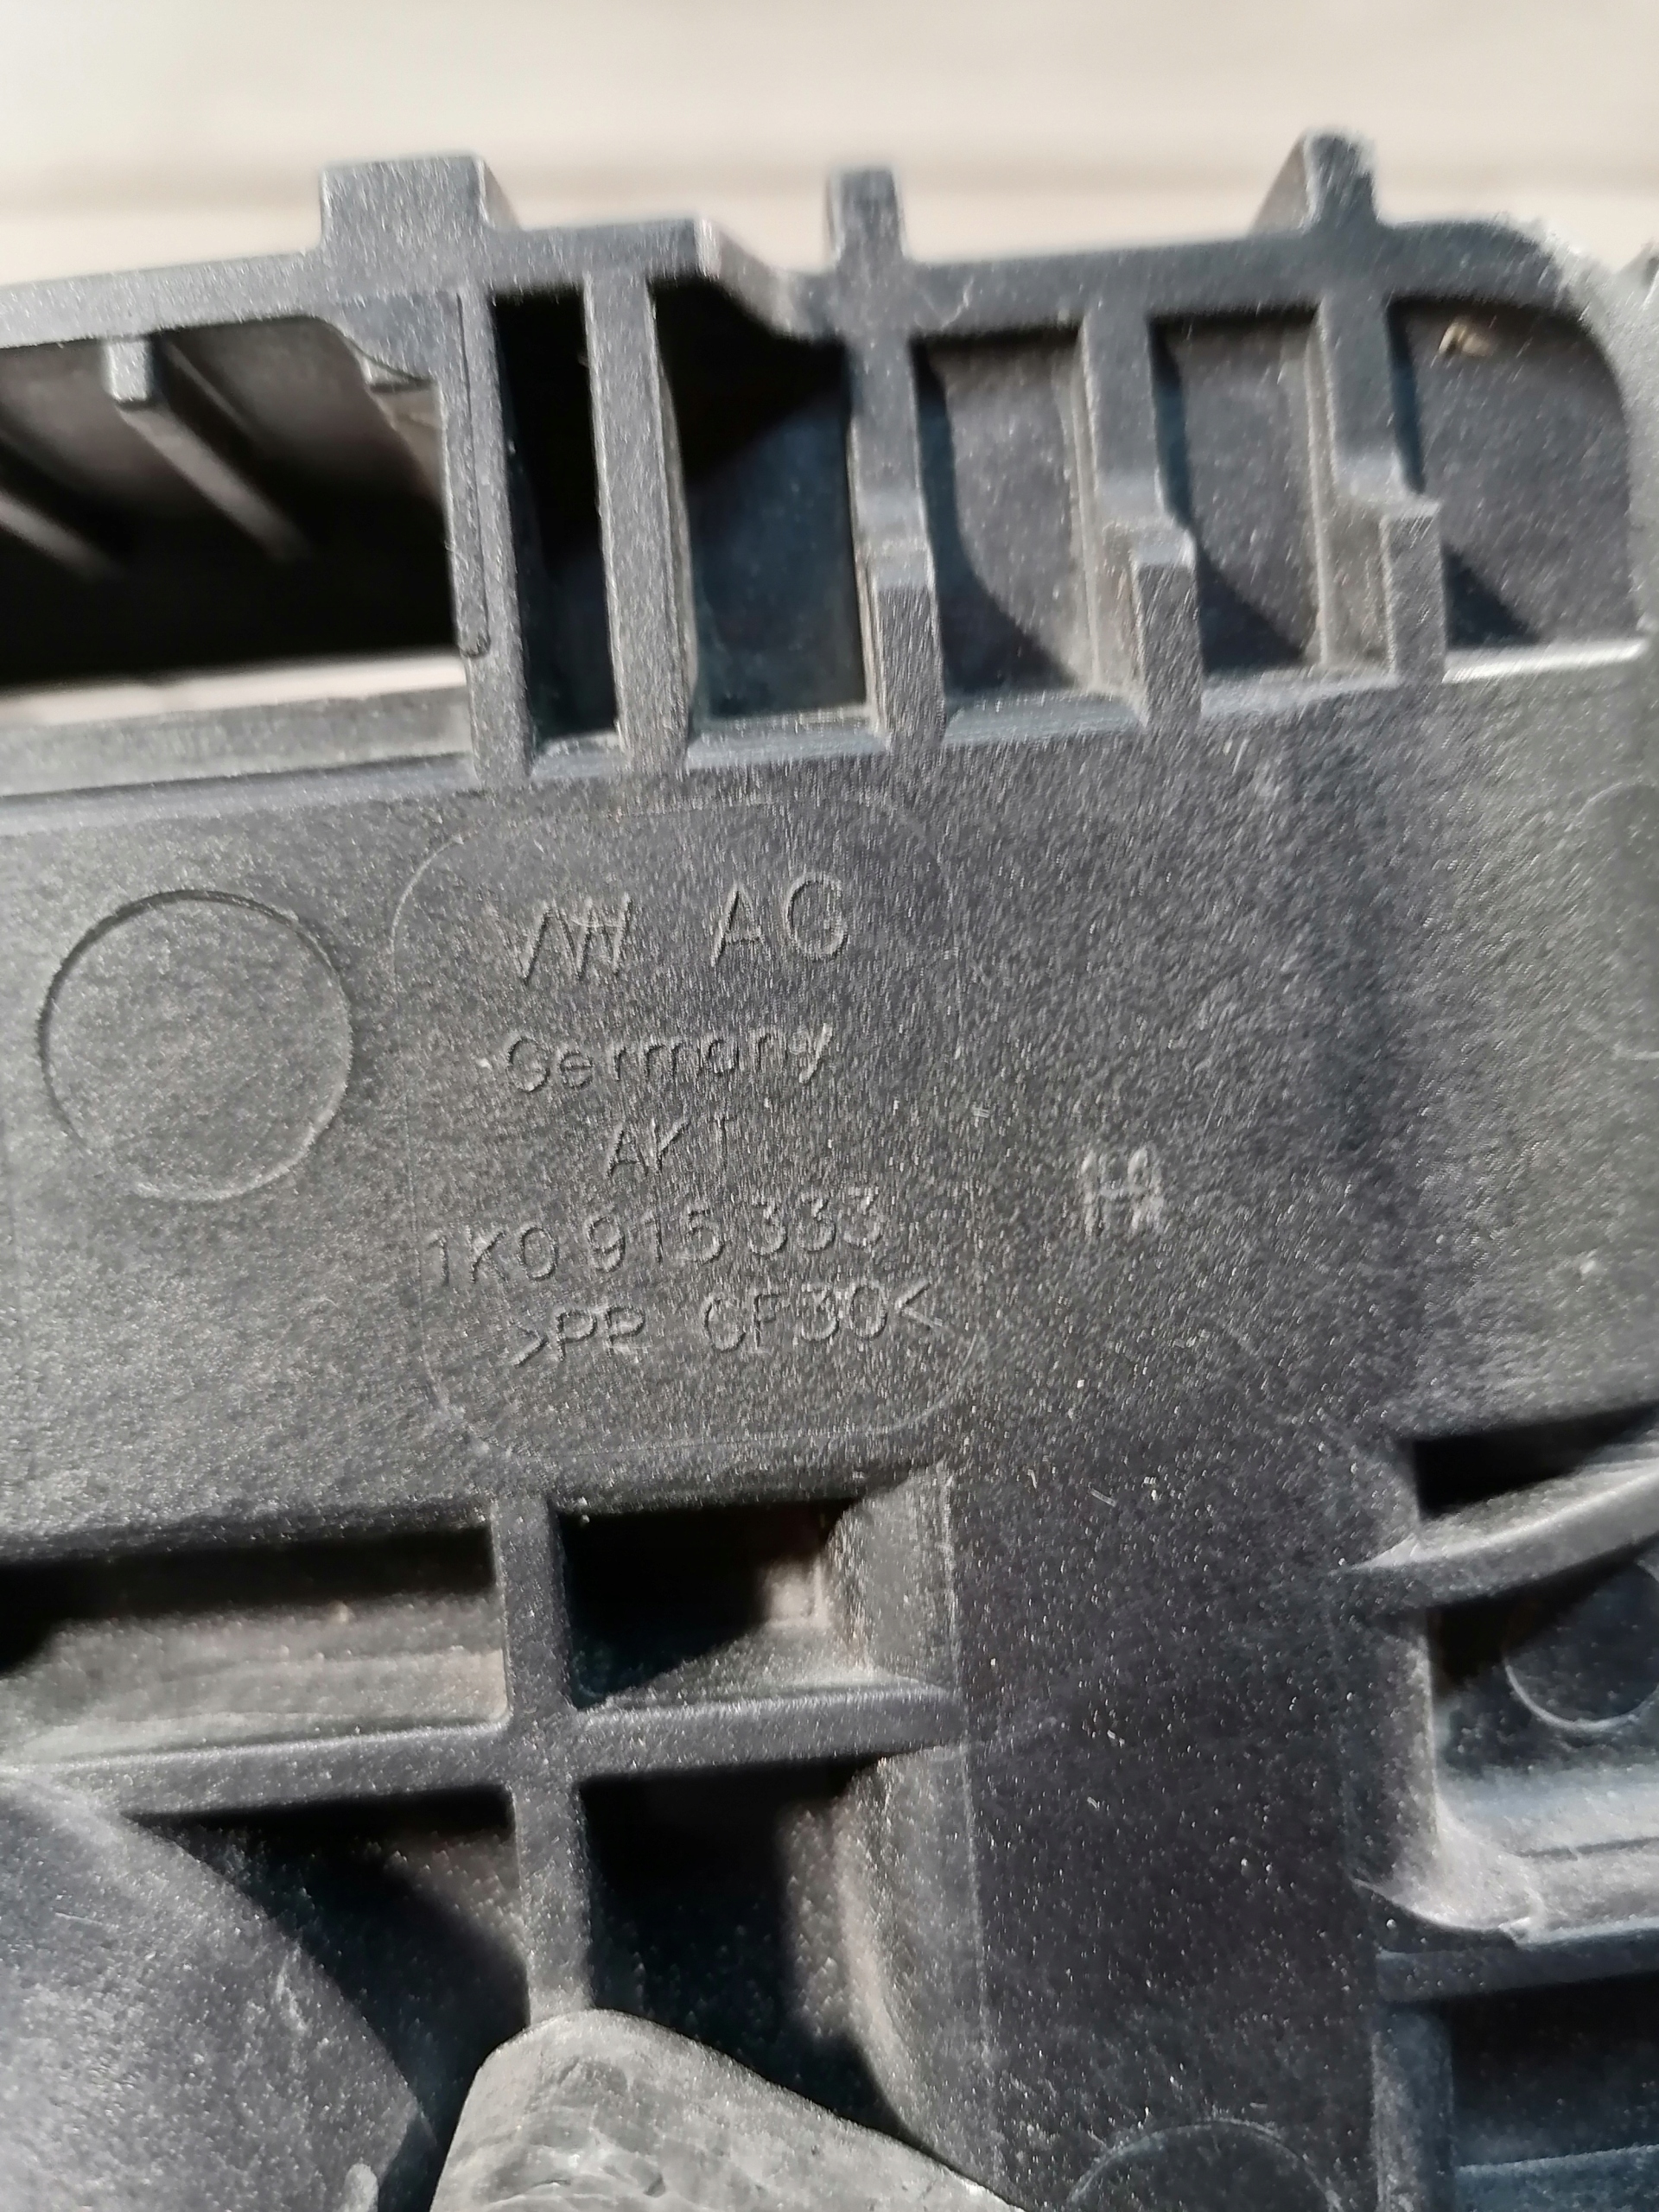 VW AG
Germany
AKT
1K0 915 333
>PP GF30<